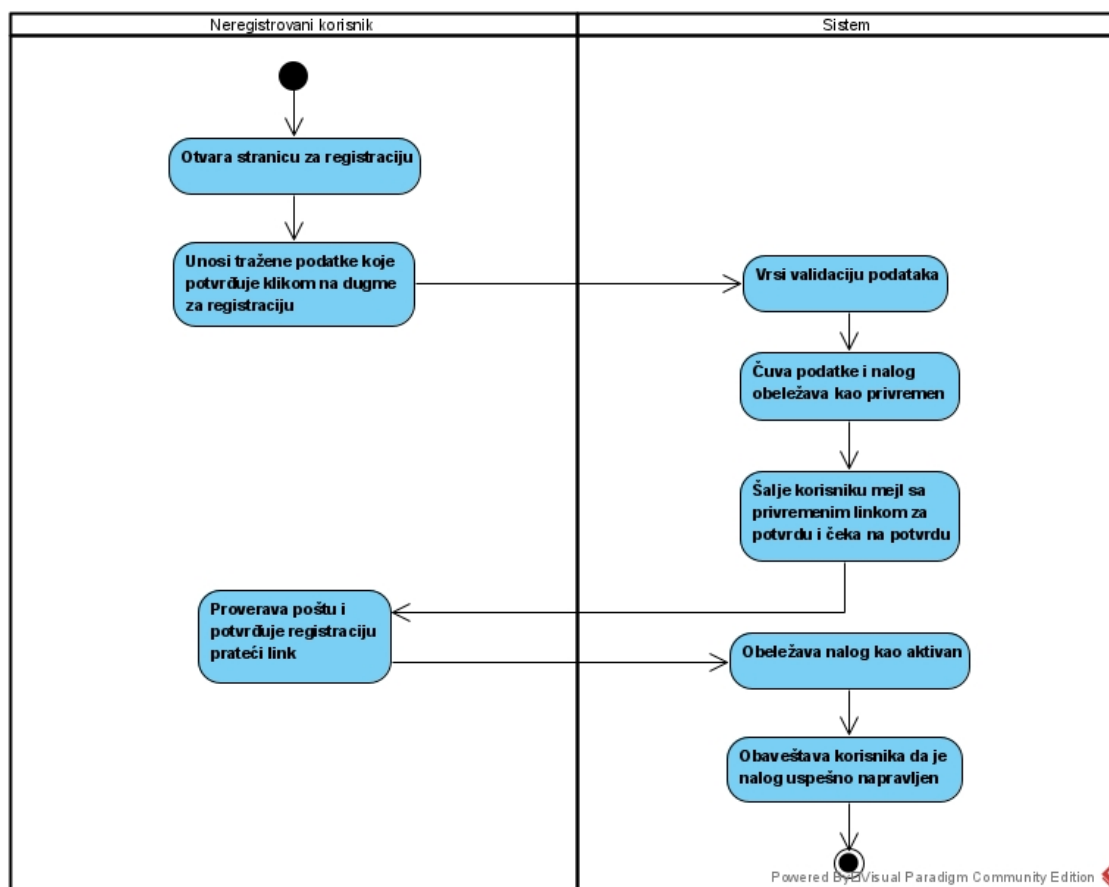 Neregistrovani korisnik
Sistem
Otvara stranicu za registraciju
Unosi tražene podatke koje
potvrđuje klikom na dugme
za registraciju
Vrsi validaciju podataka
Čuva podatke i nalog
obeležava kao privremen
Šalje korisniku mejl sa
privremenim linkom za
potvrdu i čeka na potvrdu
Proverava poštu i
potvrđuje registraciju
prateći link
Obeležava nalog kao aktivan
Obaveštava korisnika da je
nalog uspešno napravljen
Powered By Visual Paradigm Community Edition